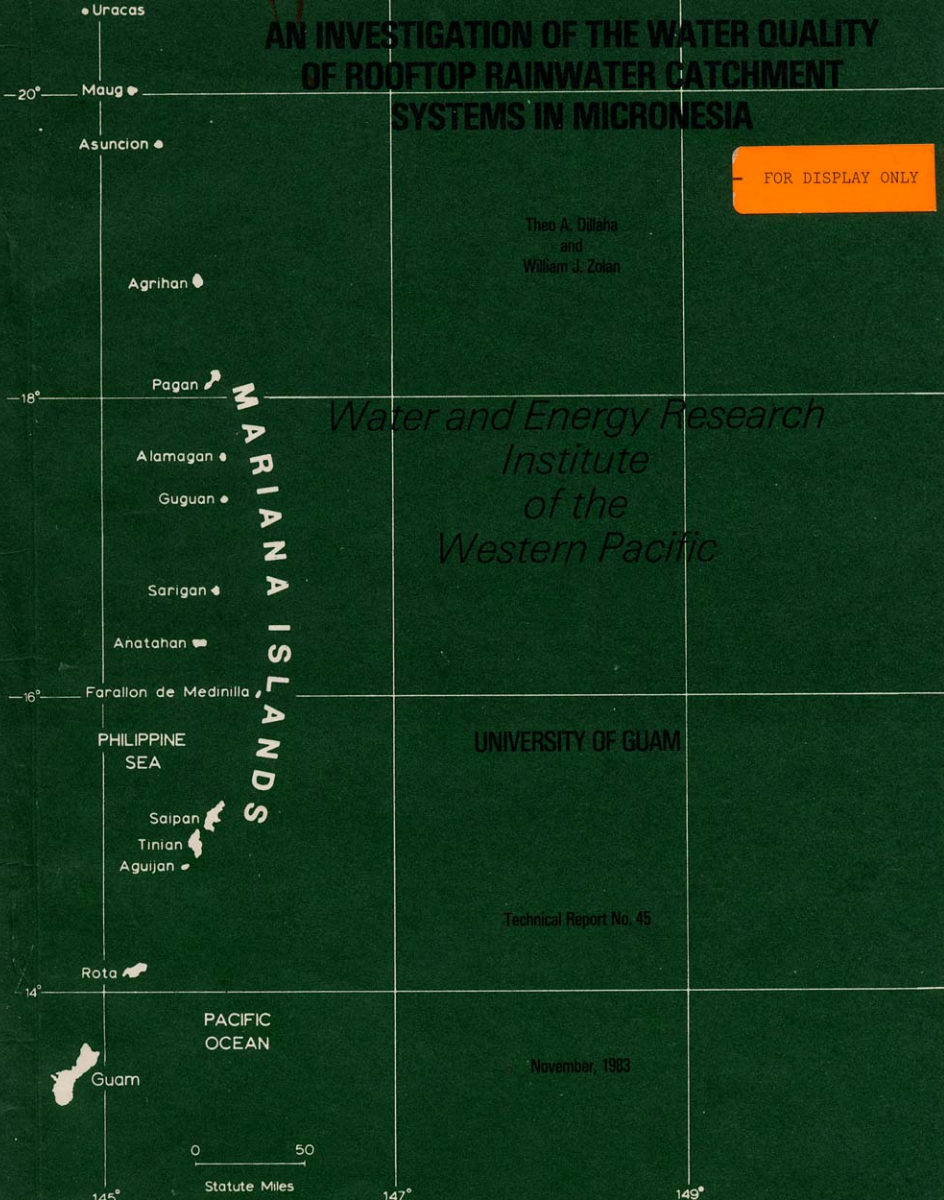 Uracas
AN INVESTIGATION OF THE WATER QUALITY
OF ROOFTOP RAINWATER CATCHMENT
SYSTEMS IN MICRONESIA
20°
Maug
Asuncion
FOR DISPLAY ONLY
Theo A. Dillaha
and
William J. Zolan
Agrihan
Pagan
18°
MARIANA ISLANDS
Water and Energy Research
Institute
of the
Western Pacific
Alamagan
Guguan
Sarigan
Anatahan
Farallon de Medinilla
16°
PHILIPPINE
SEA
UNIVERSITY OF GUAM
Saipan
Tinian
Aguijan
Technical Report No. 45
Rota
14°
PACIFIC
OCEAN
November, 1983
Guam
0 50
Statute Miles
145° 147° 149°